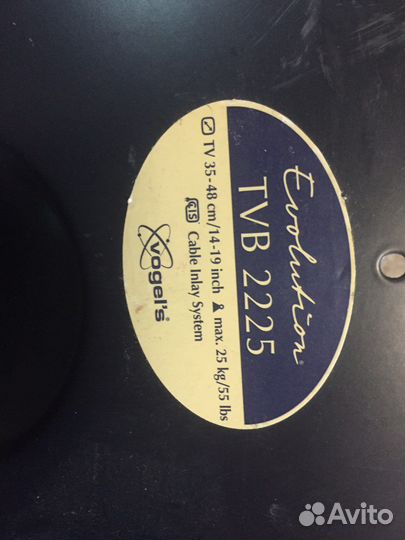 Evolution
TVB 2225
TV 35-48 cm/14-19 inch max. 25 kg/55 lbs
CIS Cable Inlay System
vogel's®
Avito